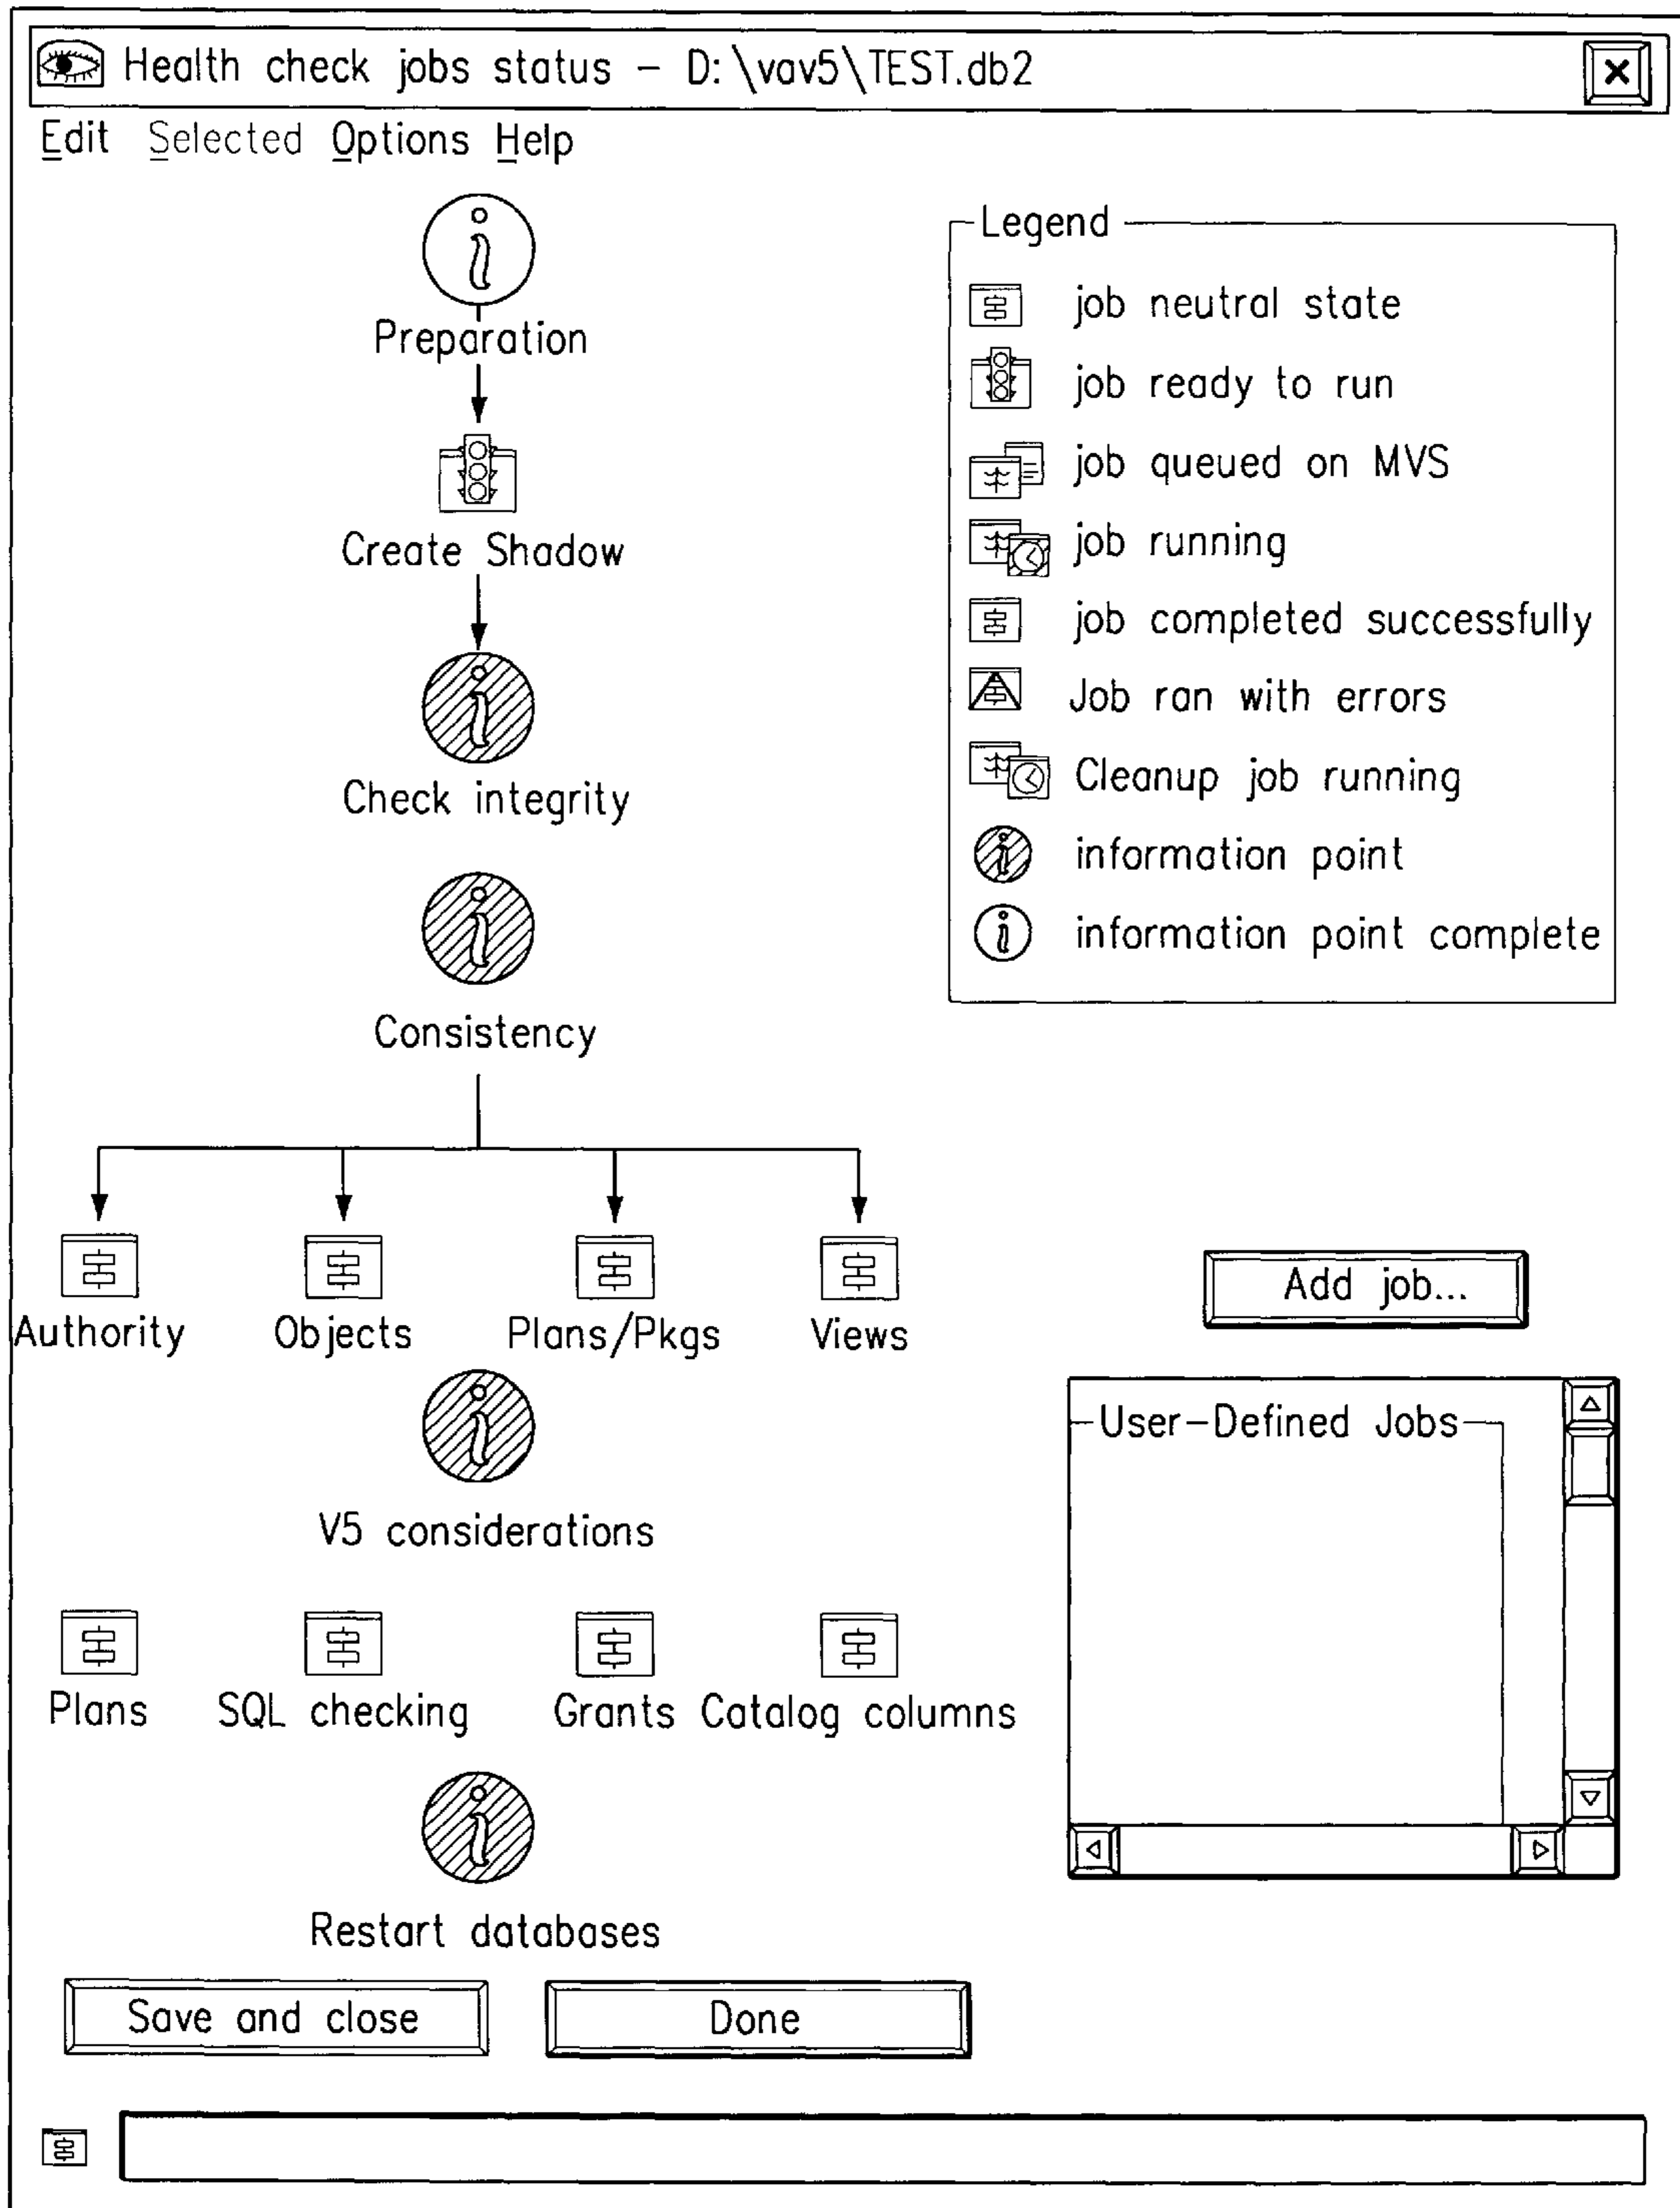 Health check jobs status – D:\vav5\TEST.db2
Edit Selected Options Help
Preparation
Create Shadow
Check integrity
Consistency
Legend
job neutral state
job ready to run
job queued on MVS
job running
job completed successfully
Job ran with errors
Cleanup job running
information point
information point complete
Authority Objects Plans/Pkgs Views
Add job...
User-Defined Jobs
V5 considerations
Plans SQL checking Grants Catalog columns
Restart databases
Save and close Done